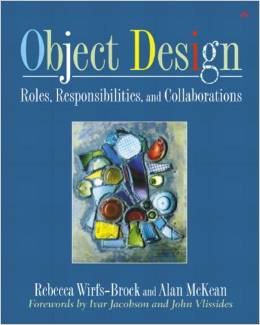 Object Design
Roles, Responsibilities, and Collaborations
Rebecca Wirfs-Brock and Alan McKean
Forewords by Ivar Jacobson and John Vlissides